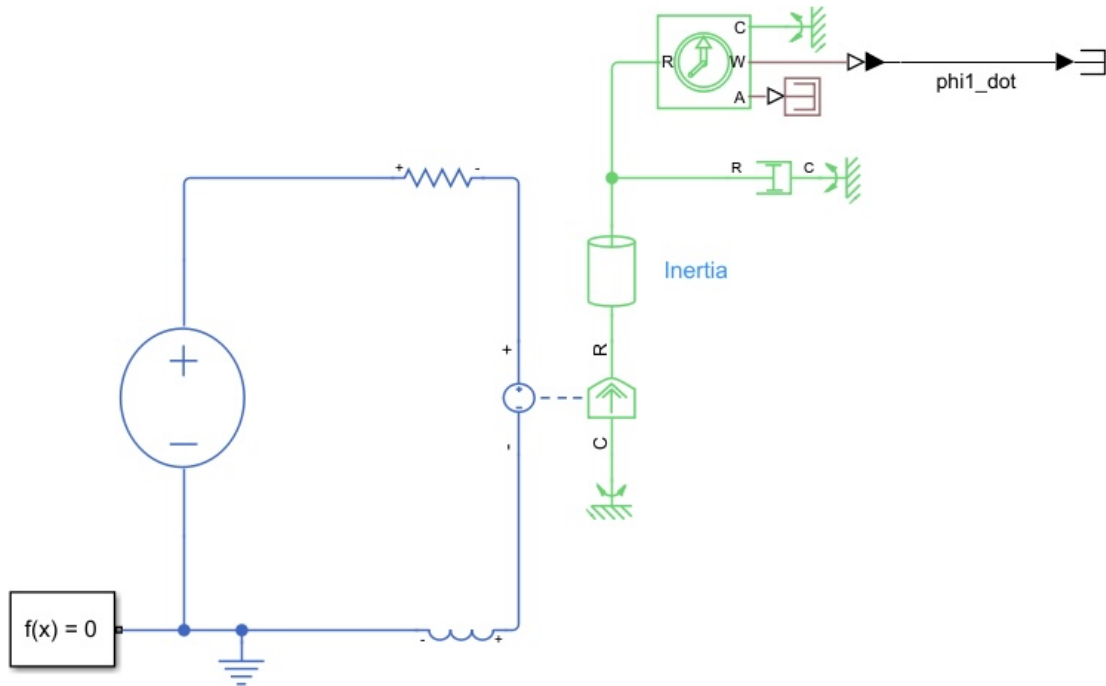 C
R
W
A
phi1_dot
R
C
+
-
Inertia
+
R
+
-
-
C
f(x) = 0
-
+